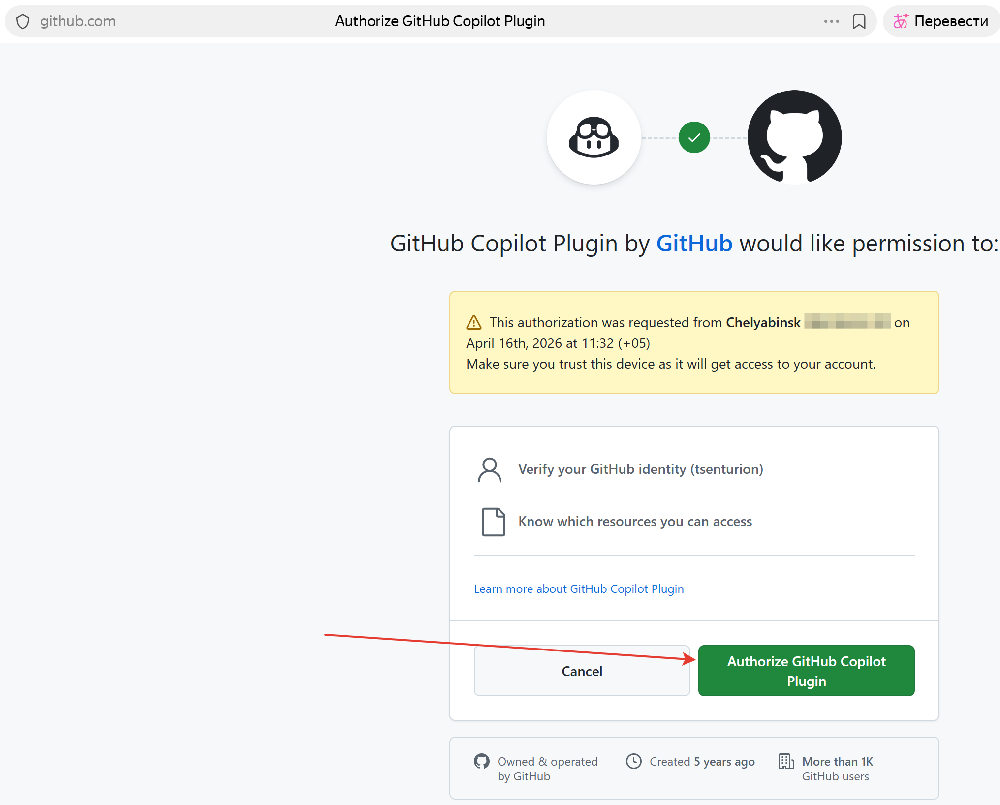 github.com
Authorize GitHub Copilot Plugin
Перевести
GitHub Copilot Plugin by GitHub would like permission to:
This authorization was requested from Chelyabinsk on
April 16th, 2026 at 11:32 (+05)
Make sure you trust this device as it will get access to your account.
Verify your GitHub identity (tsenturion)
Know which resources you can access
Learn more about GitHub Copilot Plugin
Cancel
Authorize GitHub Copilot
Plugin
Owned & operated
by GitHub
Created 5 years ago
More than 1K
GitHub users